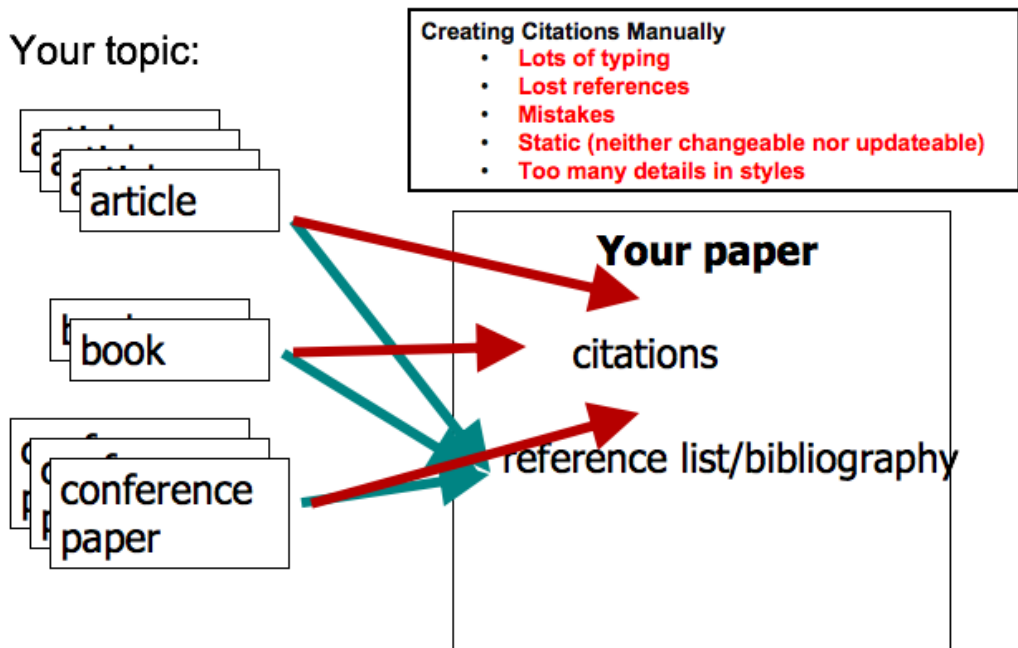 Your topic:
Creating Citations Manually
• Lots of typing
• Lost references
• Mistakes
• Static (neither changeable nor updateable)
• Too many details in styles
article
book
conference
paper
Your paper
citations
reference list/bibliography